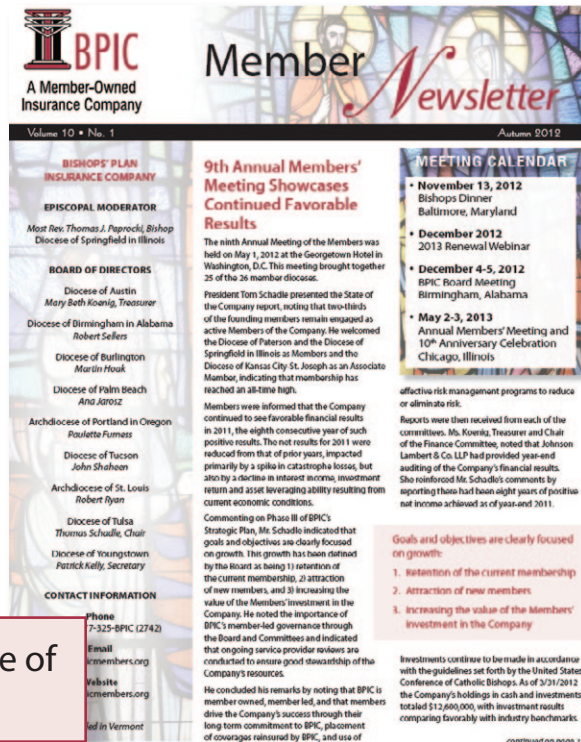 BPIC
A Member-Owned
Insurance Company
Member
Newsletter
Volume 10 • No. 1
Autumn 2012
BISHOPS' PLAN
INSURANCE COMPANY
EPISCOPAL MODERATOR
Most Rev. Thomas J. Paprocki, Bishop
Diocese of Springfield in Illinois
BOARD OF DIRECTORS
Diocese of Austin
Mary Beth Koenig, Treasurer
Diocese of Birmingham in Alabama
Robert Sellers
Diocese of Burlington
Martin Hoak
Diocese of Palm Beach
Ana Jarosz
Archdiocese of Portland in Oregon
Paulette Furness
Diocese of Tucson
John Shaheen
Archdiocese of St. Louis
Robert Ryan
Diocese of Tulsa
Thomas Schadle, Chair
Diocese of Youngstown
Patrick Kelly, Secretary
CONTACT INFORMATION
Phone
7-325-BPIC (2742)
Email
icmembers.org
Website
icmembers.org
led in Vermont
e of
9th Annual Members'
Meeting Showcases
Continued Favorable
Results
The ninth Annual Meeting of the Members was
held on May 1, 2012 at the Georgetown Hotel in
Washington, D.C. This meeting brought together
25 of the 26 member dioceses.
President Tom Schadle presented the State of
the Company report, noting that two-thirds
of the founding members remain engaged as
active Members of the Company. He welcomed
the Diocese of Paterson and the Diocese of
Springfield in Illinois as Members and the
Diocese of Kansas City St. Joseph as an Associate
Member, indicating that membership has
reached an all-time high.
Members were informed that the Company
continued to see favorable financial results
in 2011, the eighth consecutive year of such
positive results. The net results for 2011 were
reduced from that of prior years, impacted
primarily by a spike in catastrophe losses, but
also by a decline in interest income, investment
return and asset leveraging ability resulting from
current economic conditions.
Commenting on Phase III of BPIC's
Strategic Plan, Mr. Schadle indicated that
goals and objectives are clearly focused
on growth. This growth has been defined
by the Board as being 1) retention of
the current membership, 2) attraction
of new members, and 3) increasing the
value of the Members' investment in the
Company. He noted the importance of
BPIC's member-led governance through
the Board and Committees and indicated
that ongoing service provider reviews are
conducted to ensure good stewardship of the
Company's resources.
He concluded his remarks by noting that BPIC is
member owned, member led, and that members
drive the Company's success through their
long term commitment to BPIC, placement
of coverages reinsured by BPIC, and use of
MEETING CALENDAR
• November 13, 2012
Bishops Dinner
Baltimore, Maryland
• December 2012
2013 Renewal Webinar
• December 4-5, 2012
BPIC Board Meeting
Birmingham, Alabama
• May 2-3, 2013
Annual Members' Meeting and
10th Anniversary Celebration
Chicago, Illinois
effective risk management programs to reduce
or eliminate risk.
Reports were then received from each of the
committees. Ms. Koenig, Treasurer and Chair
of the Finance Committee, noted that Johnson
Lambert & Co. LLP had provided year-end
auditing of the Company's financial results.
She reinforced Mr. Schadle's comments by
reporting there had been eight years of positive
net income achieved as of year-end 2011.
Goals and objectives are clearly focused
on growth:
1. Retention of the current membership
2. Attraction of new members
3. Increasing the value of the Members'
investment in the Company
Investments continue to be made in accordance
with the guidelines set forth by the United States
Conference of Catholic Bishops. As of 3/31/2012
the Company's holdings in cash and investments
totaled $12,600,000, with investment results
comparing favorably with industry benchmarks.
continued on page